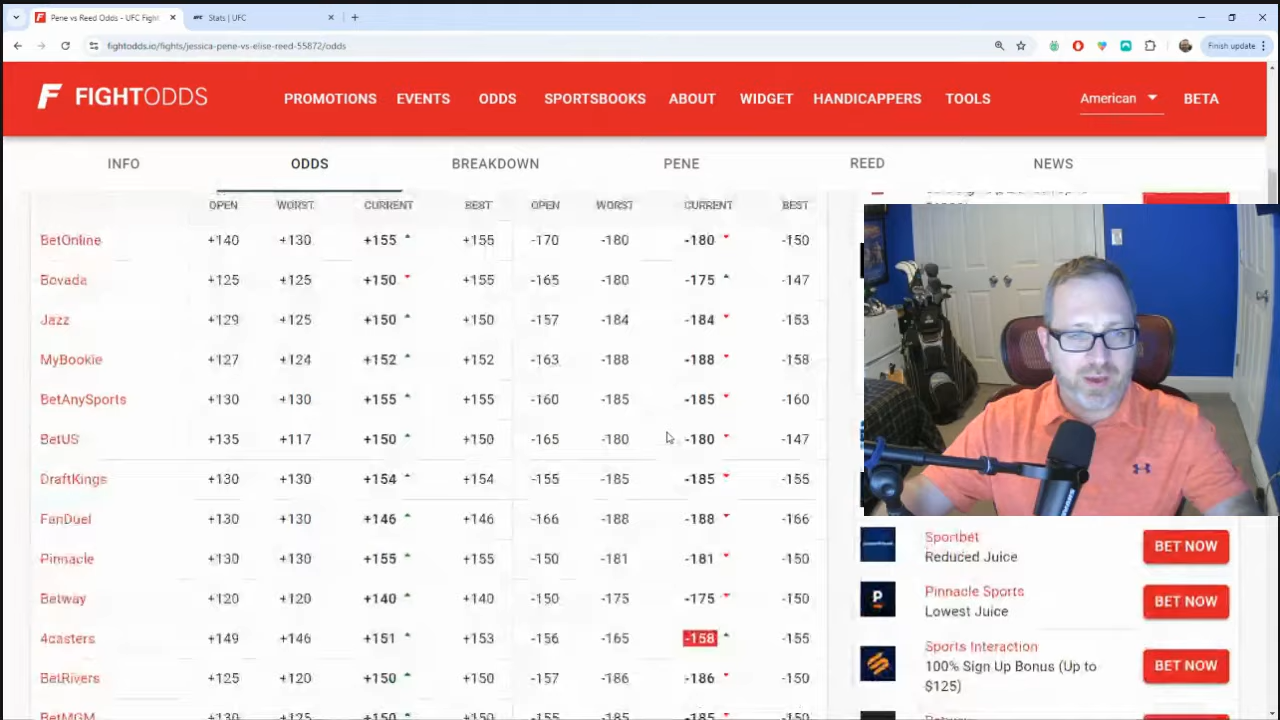 Pene vs Reed Odds - UFC Fight
Stats | UFC
fightodds.io/fights/jessica-pene-vs-elise-reed-55872/odds
Finish update
FIGHTODDS
PROMOTIONS EVENTS ODDS SPORTSBOOKS ABOUT WIDGET HANDICAPPERS TOOLS American BETA
INFO ODDS BREAKDOWN PENE REED NEWS
OPEN WORST CURRENT BEST OPEN WORST CURRENT BEST
BetOnline +140 +130 +155 +155 -170 -180 -180 -150
Bovada +125 +125 +150 +155 -165 -180 -175 -147
Jazz +129 +125 +150 +150 -157 -184 -184 -153
MyBookie +127 +124 +152 +152 -163 -188 -188 -158
BetAnySports +130 +130 +155 +155 -160 -185 -185 -160
BetUS +135 +117 +150 +150 -165 -180 -180 -147
DraftKings +130 +130 +154 +154 -155 -185 -185 -155
FanDuel +130 +130 +146 +146 -166 -188 -188 -166
Pinnacle +130 +130 +155 +155 -150 -181 -181 -150
Betway +120 +120 +140 +140 -150 -175 -175 -150
4casters +149 +146 +151 +153 -156 -165 -158 -155
BetRivers +125 +120 +150 +150 -157 -186 -186 -150
BetMGM +130 +125 +150 +150 -155 -185 -185 -150
Sportbet
Reduced Juice
BET NOW
Pinnacle Sports
Lowest Juice
BET NOW
Sports Interaction
100% Sign Up Bonus (Up to
$125)
BET NOW